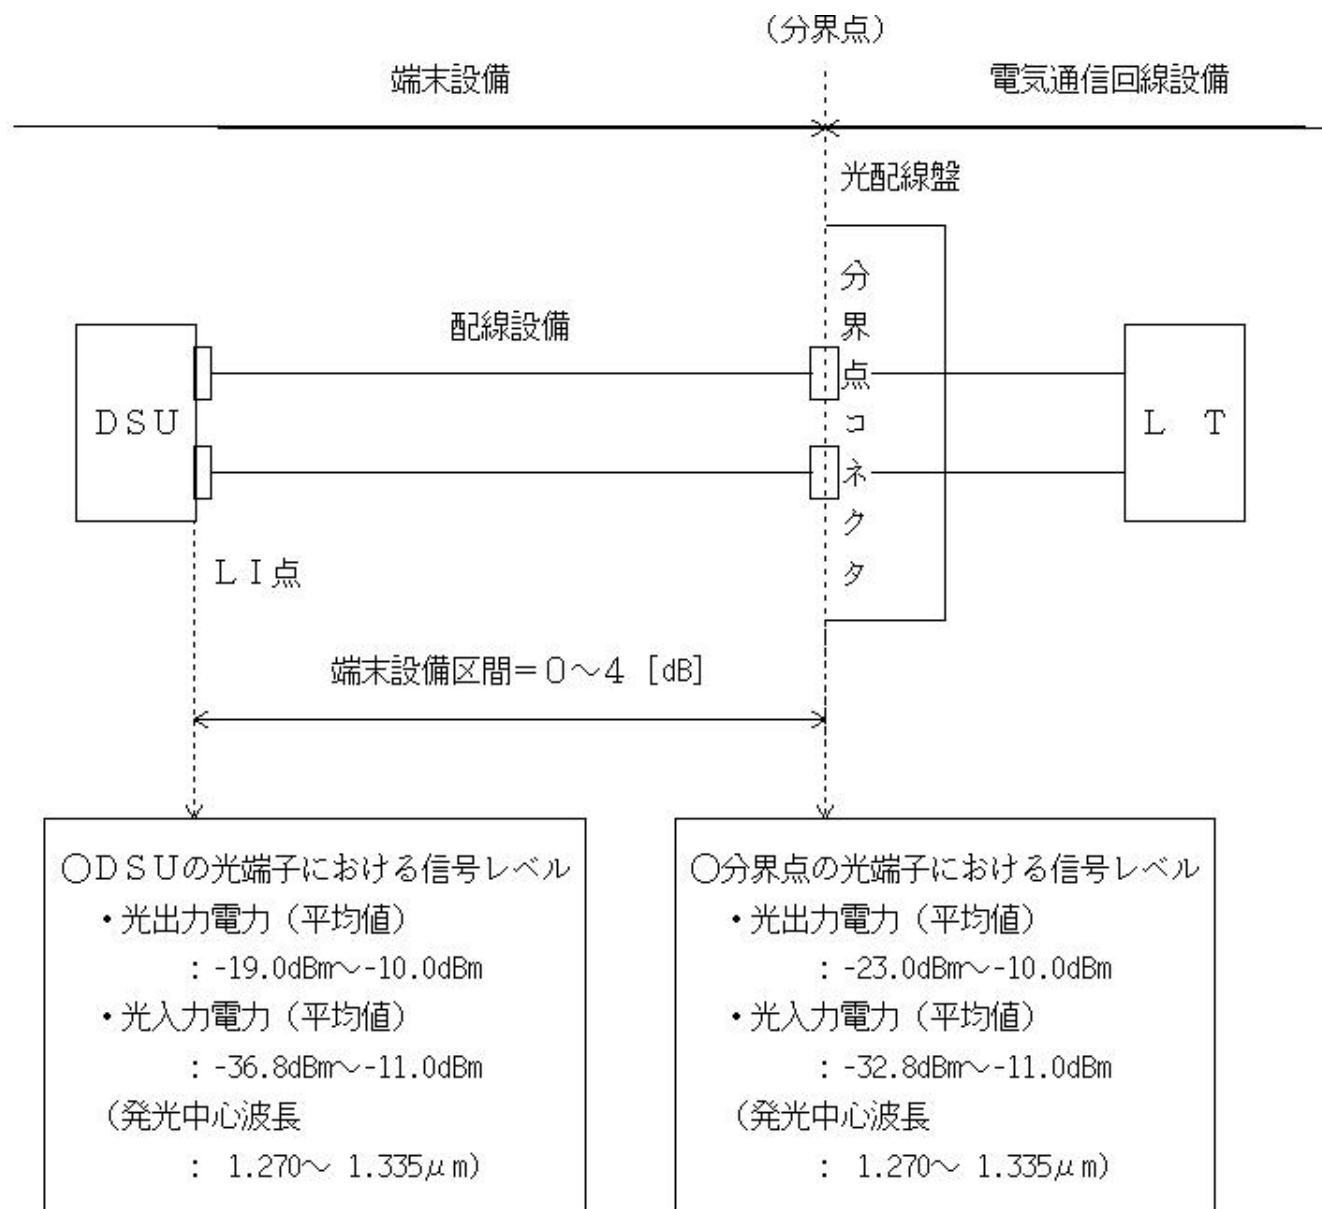 （分界点）
端末設備
電気通信回線設備
光配線盤
分界点コネクタ
配線設備
ＤＳＵ
Ｌ　Ｔ
ＬＩ点
端末設備区間＝０～４ [dB]
○ＤＳＵの光端子における信号レベル
・光出力電力（平均値）
：-19.0dBm～-10.0dBm
・光入力電力（平均値）
：-36.8dBm～-11.0dBm
（発光中心波長
： 1.270～ 1.335μm)
○分界点の光端子における信号レベル
・光出力電力（平均値）
：-23.0dBm～-10.0dBm
・光入力電力（平均値）
：-32.8dBm～-11.0dBm
（発光中心波長
： 1.270～ 1.335μm)